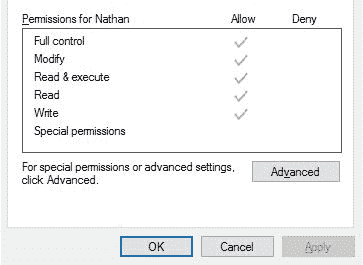 Permissions for Nathan Allow Deny
Full control
Modify
Read & execute
Read
Write
Special permissions
For special permissions or advanced settings,
click Advanced.
Advanced
OK Cancel Apply